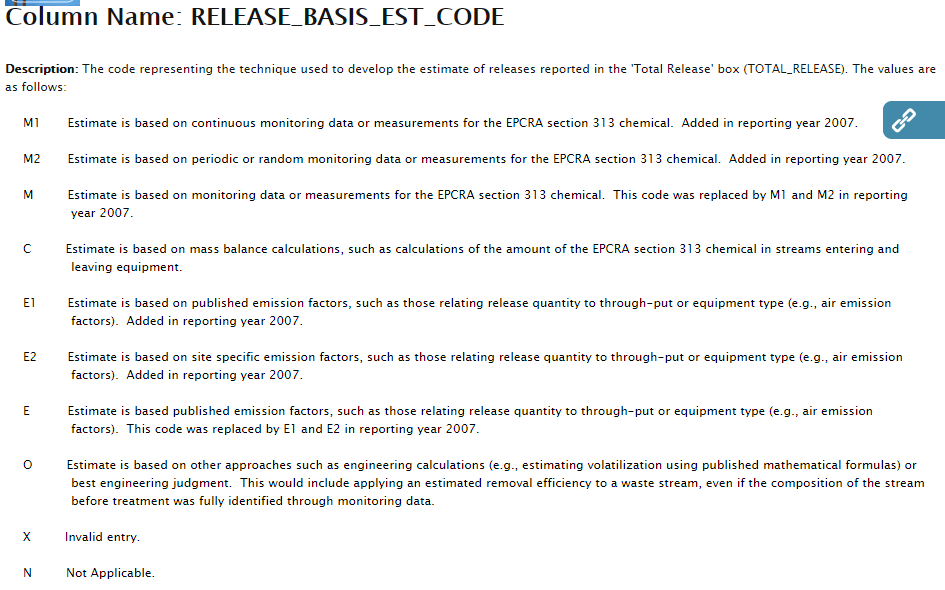 Column Name: RELEASE_BASIS_EST_CODE
Description: The code representing the technique used to develop the estimate of releases reported in the 'Total Release' box (TOTAL_RELEASE). The values are
as follows:
M1 Estimate is based on continuous monitoring data or measurements for the EPCRA section 313 chemical. Added in reporting year 2007.
M2 Estimate is based on periodic or random monitoring data or measurements for the EPCRA section 313 chemical. Added in reporting year 2007.
M Estimate is based on monitoring data or measurements for the EPCRA section 313 chemical. This code was replaced by M1 and M2 in reporting
year 2007.
C Estimate is based on mass balance calculations, such as calculations of the amount of the EPCRA section 313 chemical in streams entering and
leaving equipment.
E1 Estimate is based on published emission factors, such as those relating release quantity to through-put or equipment type (e.g., air emission
factors). Added in reporting year 2007.
E2 Estimate is based on site specific emission factors, such as those relating release quantity to through-put or equipment type (e.g., air emission
factors). Added in reporting year 2007.
E Estimate is based published emission factors, such as those relating release quantity to through-put or equipment type (e.g., air emission
factors). This code was replaced by E1 and E2 in reporting year 2007.
O Estimate is based on other approaches such as engineering calculations (e.g., estimating volatilization using published mathematical formulas) or
best engineering judgment. This would include applying an estimated removal efficiency to a waste stream, even if the composition of the stream
before treatment was fully identified through monitoring data.
X Invalid entry.
N Not Applicable.